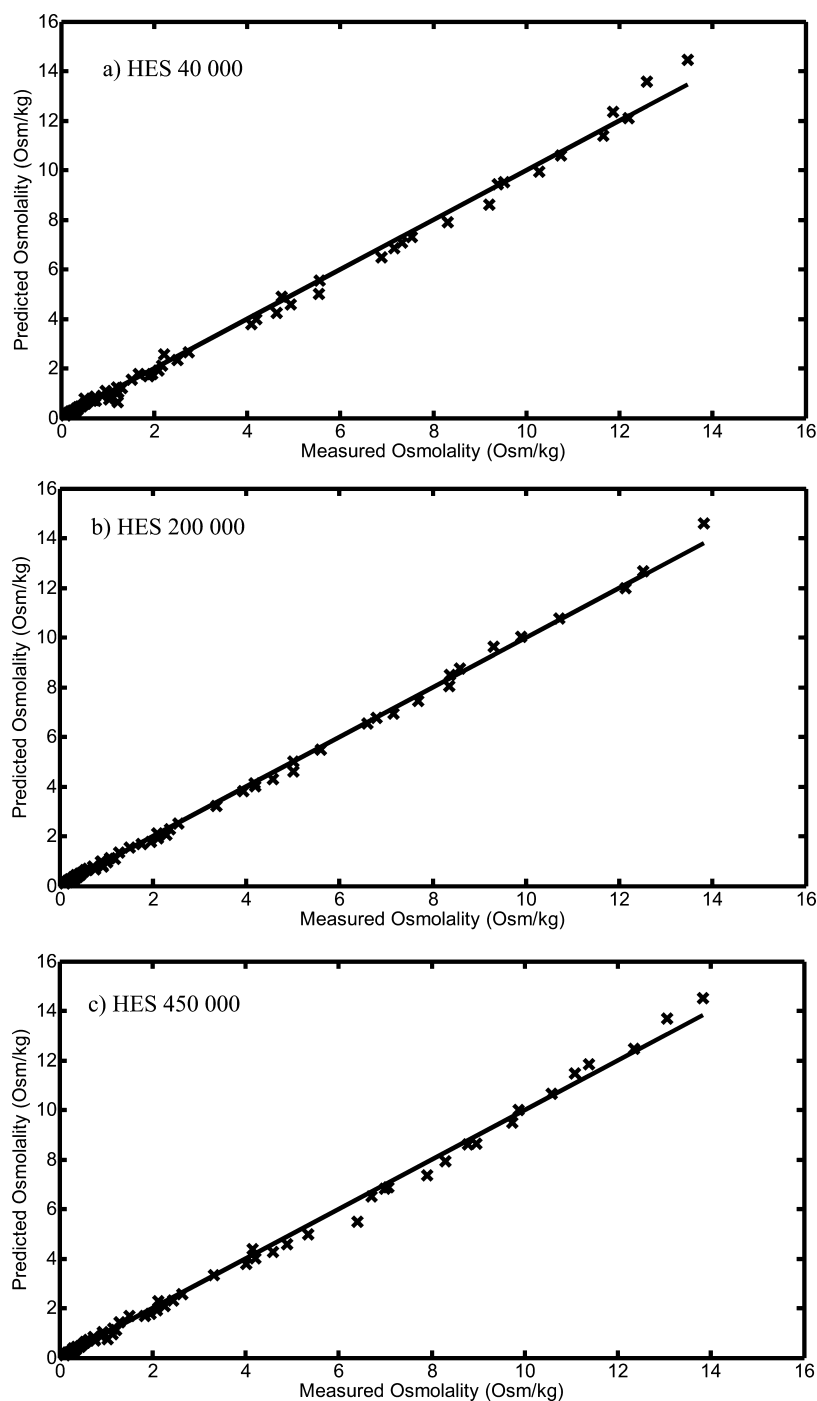 16
14
12
10
8
6
4
2
0
a) HES 40 000
Predicted Osmolality (Osm/kg)
0 2 4 6 8 10 12 14 16
Measured Osmolality (Osm/kg)
16
14
12
10
8
6
4
2
0
b) HES 200 000
Predicted Osmolality (Osm/kg)
0 2 4 6 8 10 12 14 16
Measured Osmolality (Osm/kg)
16
14
12
10
8
6
4
2
0
c) HES 450 000
Predicted Osmolality (Osm/kg)
0 2 4 6 8 10 12 14 16
Measured Osmolality (Osm/kg)